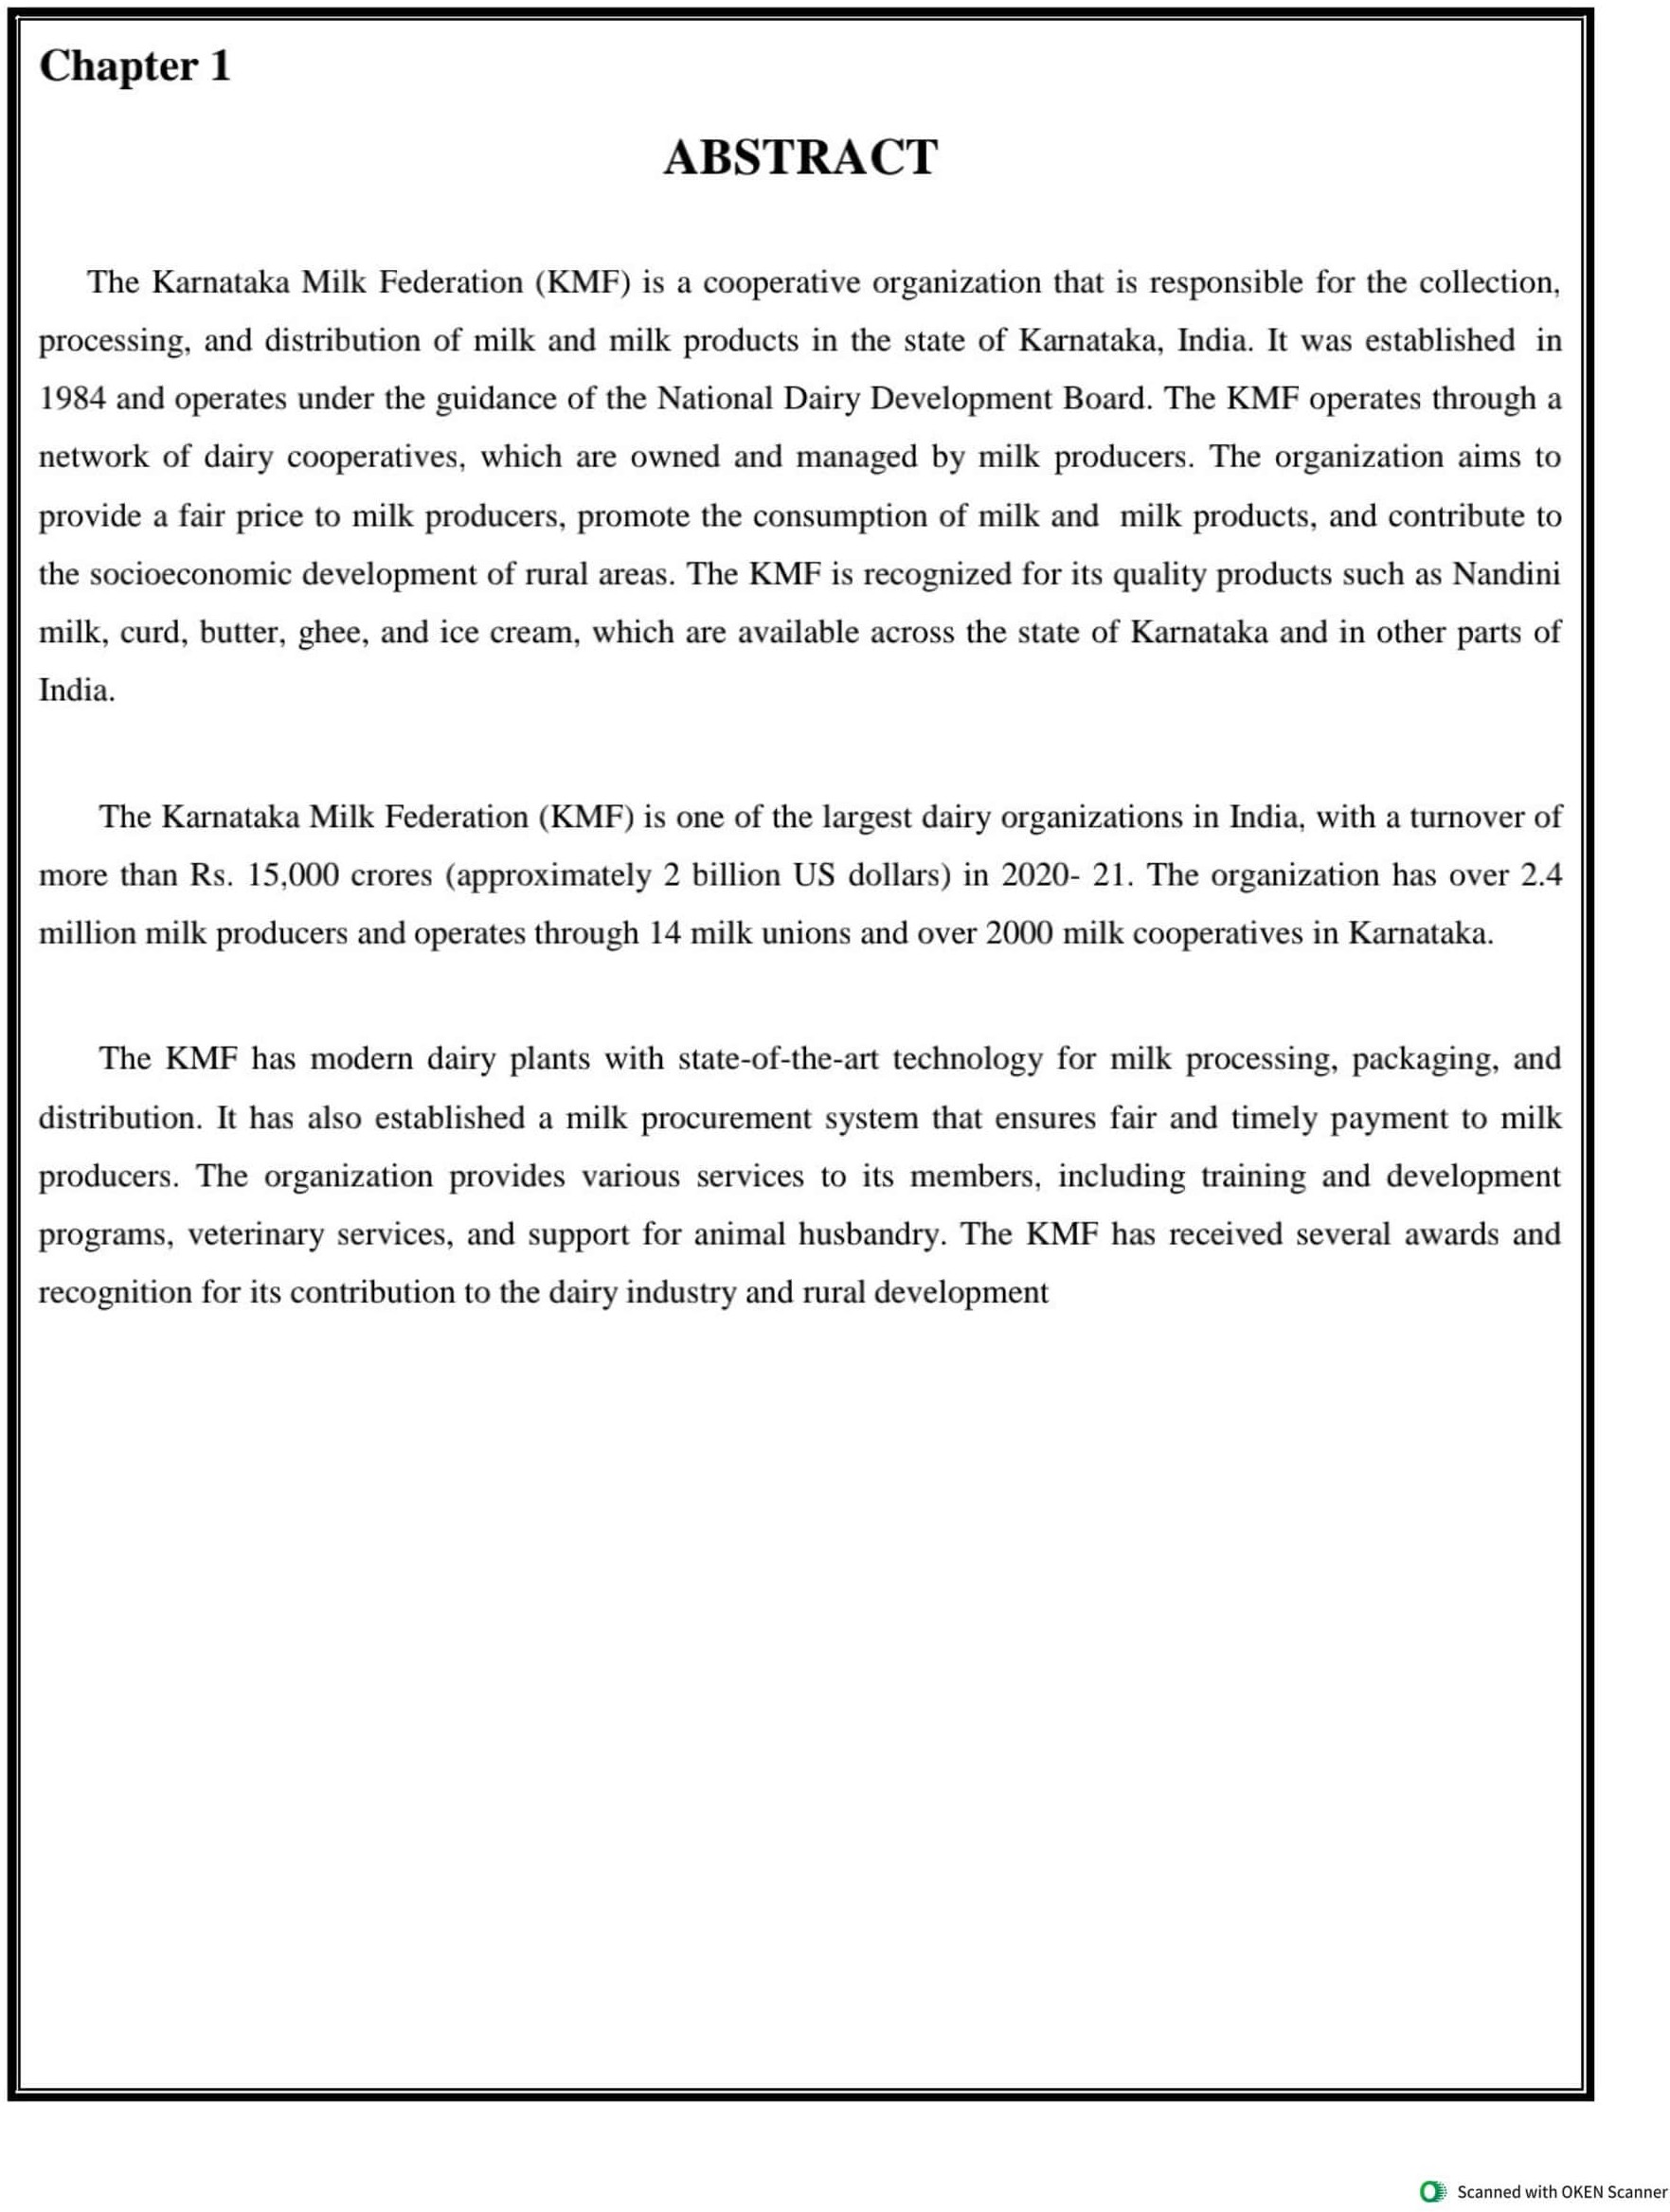 Chapter 1
ABSTRACT
The Karnataka Milk Federation (KMF) is a cooperative organization that is responsible for the collection,
processing, and distribution of milk and milk products in the state of Karnataka, India. It was established in
1984 and operates under the guidance of the National Dairy Development Board. The KMF operates through a
network of dairy cooperatives, which are owned and managed by milk producers. The organization aims to
provide a fair price to milk producers, promote the consumption of milk and milk products, and contribute to
the socioeconomic development of rural areas. The KMF is recognized for its quality products such as Nandini
milk, curd, butter, ghee, and ice cream, which are available across the state of Karnataka and in other parts of
India.
The Karnataka Milk Federation (KMF) is one of the largest dairy organizations in India, with a turnover of
more than Rs. 15,000 crores (approximately 2 billion US dollars) in 2020- 21. The organization has over 2.4
million milk producers and operates through 14 milk unions and over 2000 milk cooperatives in Karnataka.
The KMF has modern dairy plants with state-of-the-art technology for milk processing, packaging, and
distribution. It has also established a milk procurement system that ensures fair and timely payment to milk
producers. The organization provides various services to its members, including training and development
programs, veterinary services, and support for animal husbandry. The KMF has received several awards and
recognition for its contribution to the dairy industry and rural development
Scanned with OKEN Scanner